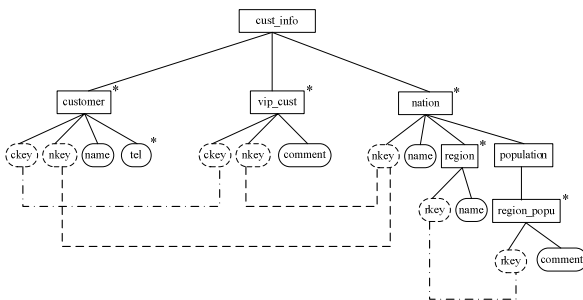 cust_info
customer * vip_cust * nation *
ckey nkey name tel * ckey nkey comment nkey name region * population
rkey name region_popu *
rkey comment